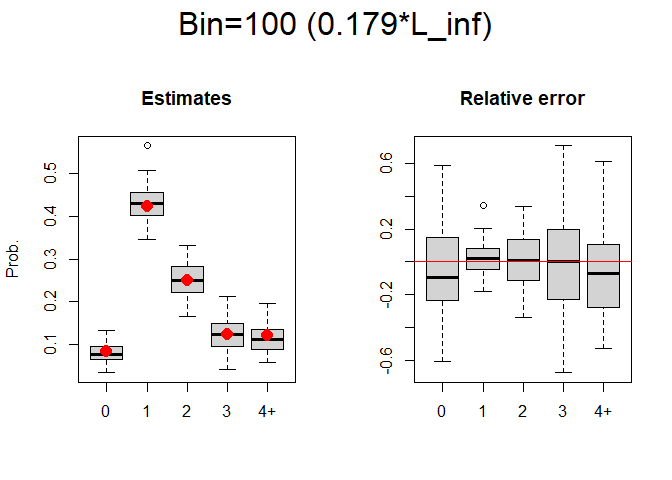 Bin=100 (0.179*L_inf)
Estimates
Relative error
Prob.
0.5
0.4
0.3
0.2
0.1
0 1 2 3 4+
0.6
0.2
-0.2
-0.6
0 1 2 3 4+